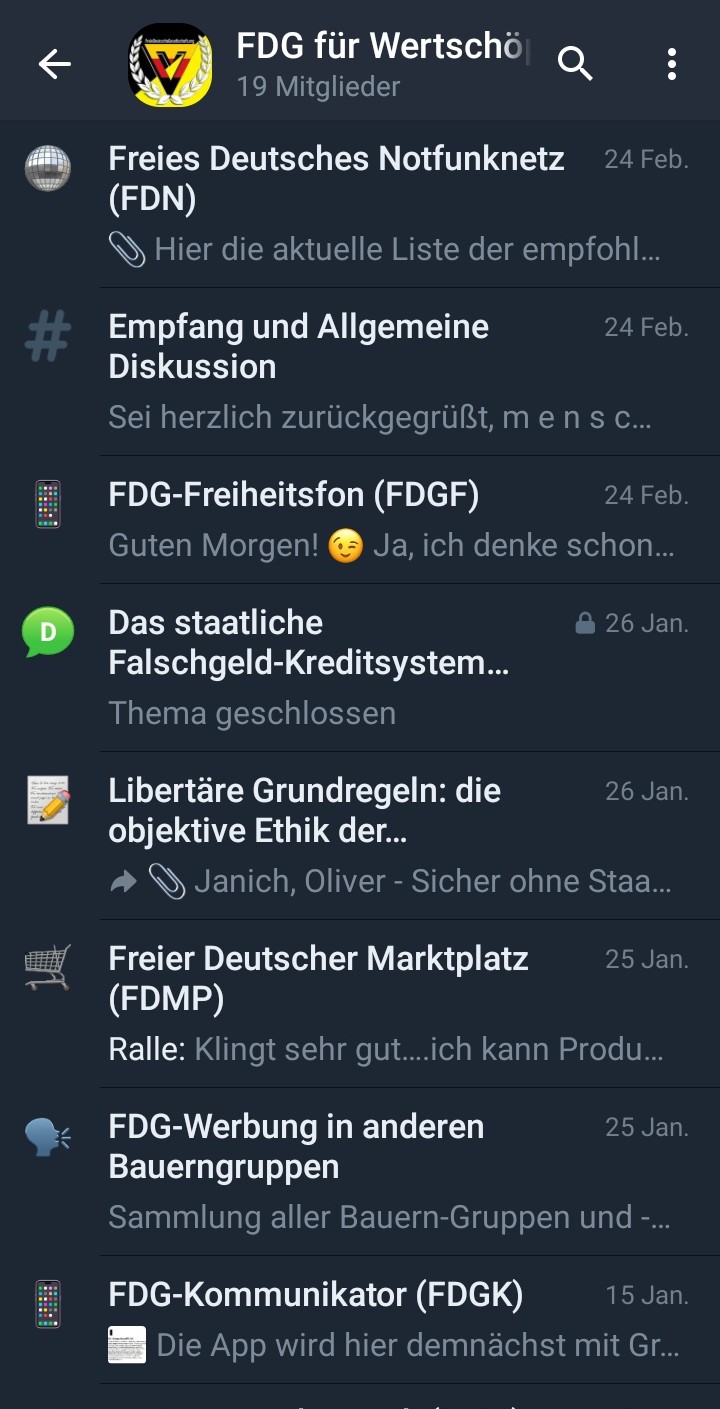 FDG für Wertschö
19 Mitglieder
Freies Deutsches Notfunknetz 24 Feb.
(FDN)
Hier die aktuelle Liste der empfohl...
Empfang und Allgemeine 24 Feb.
Diskussion
Sei herzlich zurückgegrüßt, m e n s c...
FDG-Freiheitsfon (FDGF) 24 Feb.
Guten Morgen! 😉 Ja, ich denke schon...
D
Das staatliche 26 Jan.
Falschgeld-Kreditsystem...
Thema geschlossen
Libertäre Grundregeln: die 26 Jan.
objektive Ethik der...
Janich, Oliver - Sicher ohne Staa...
Freier Deutscher Marktplatz 25 Jan.
(FDMP)
Ralle: Klingt sehr gut....ich kann Produ...
FDG-Werbung in anderen 25 Jan.
Bauerngruppen
Sammlung aller Bauern-Gruppen und -...
FDG-Kommunikator (FDGK) 15 Jan.
Die App wird hier demnächst mit Gr...